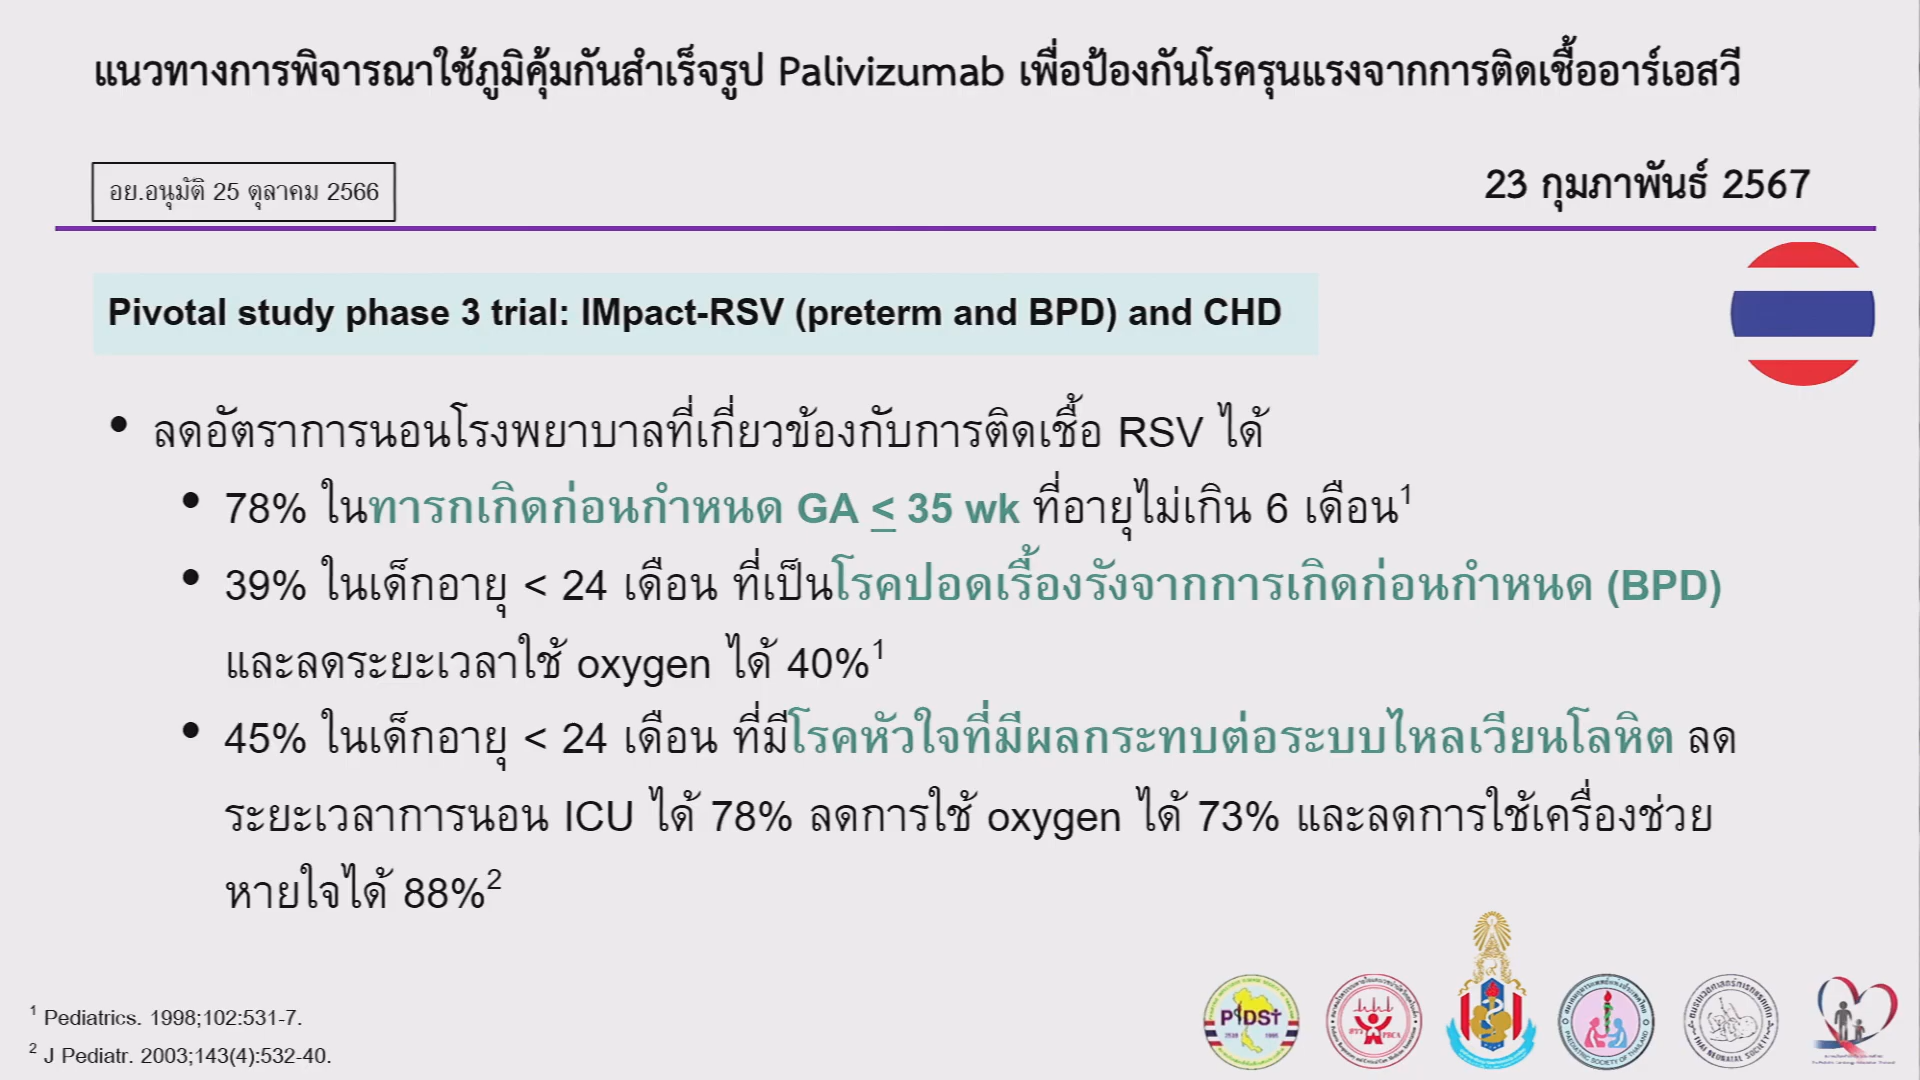 แนวทางการพิจารณาใช้ภูมิคุ้มกันสำเร็จรูป Palivizumab เพื่อป้องกันโรครุนแรงจากการติดเชื้ออาร์เอสวี
อย.อนุมัติ 25 ตุลาคม 2566
23 กุมภาพันธ์ 2567
Pivotal study phase 3 trial: IMpact-RSV (preterm and BPD) and CHD
• ลดอัตราการนอนโรงพยาบาลที่เกี่ยวข้องกับการติดเชื้อ RSV ได้
• 78% ในทารกเกิดก่อนกำหนด GA ≤ 35 wk ที่อายุไม่เกิน 6 เดือน¹
• 39% ในเด็กอายุ < 24 เดือน ที่เป็นโรคปอดเรื้องรังจากการเกิดก่อนกำหนด (BPD)
และลดระยะเวลาใช้ oxygen ได้ 40%¹
• 45% ในเด็กอายุ < 24 เดือน ที่มีโรคหัวใจที่มีผลกระทบต่อระบบไหลเวียนโลหิต ลด
ระยะเวลาการนอน ICU ได้ 78% ลดการใช้ oxygen ได้ 73% และลดการใช้เครื่องช่วย
หายใจได้ 88%²
¹ Pediatrics. 1998;102:531-7.
² J Pediatr. 2003;143(4):532-40.
PIDST
PAEDIATRIC SOCIETY OF THAILAND
THAI NEONATAL SOCIETY